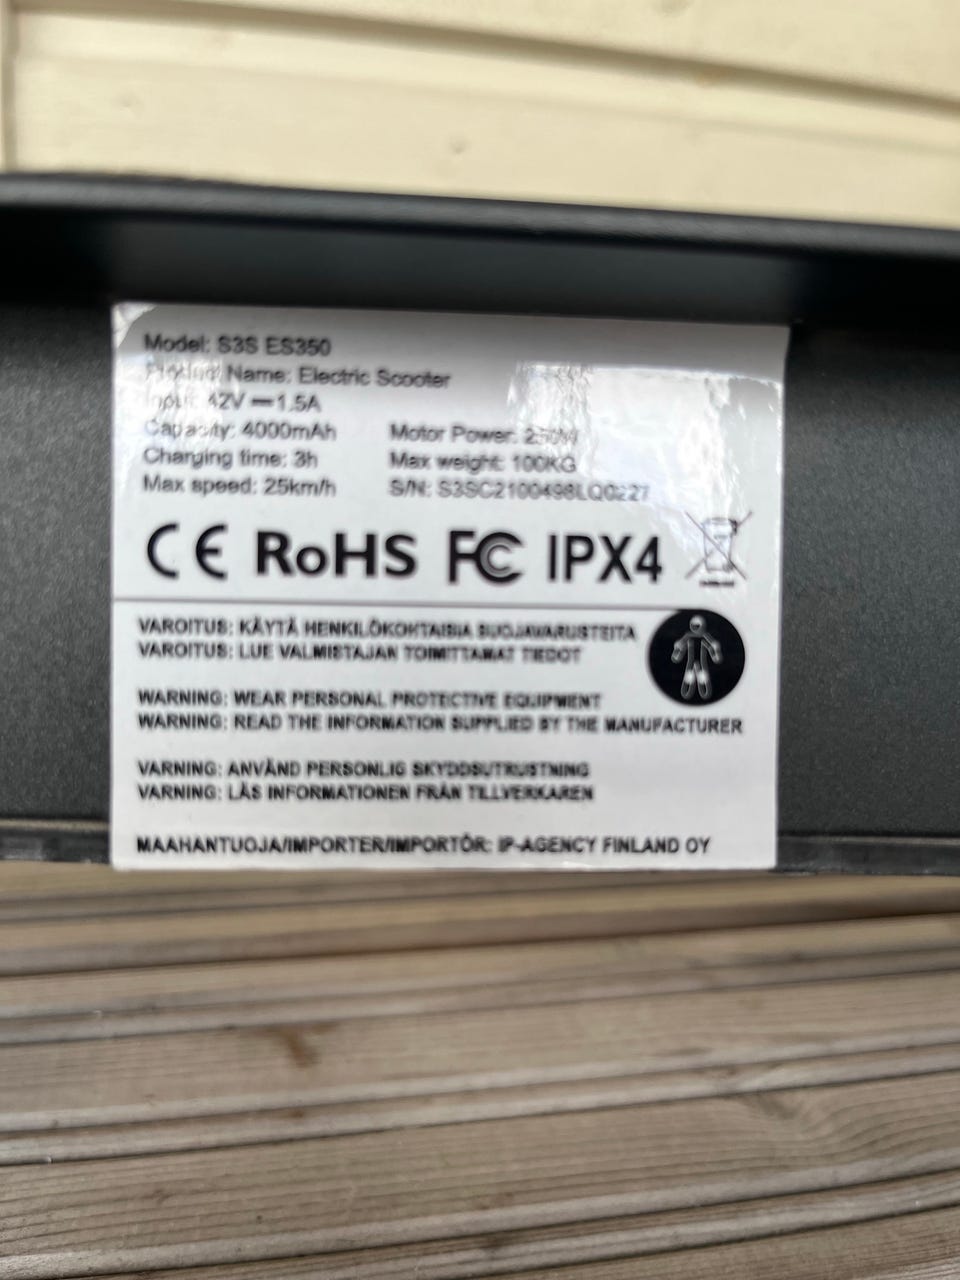 Model: S3S ES350
Product Name: Electric Scooter
Input: 42V 1.5A
Capacity: 4000mAh Motor Power:
Charging time: 3h Max weight: 100KG
Max speed: 25km/h S/N: S3SC2100498LQ0227
CE RoHS FC IPX4
VAROITUS: KÄYTÄ HENKILÖKOHTAISIA SUOJAVARUSTEITA
VAROITUS: LUE VALMISTAJAN TOIMITTAMAT TIEDOT
WARNING: WEAR PERSONAL PROTECTIVE EQUIPMENT
WARNING: READ THE INFORMATION SUPPLIED BY THE MANUFACTURER
VARNING: ANVÄND PERSONLIG SKYDDSUTRUSTNING
VARNING: LÄS INFORMATIONEN FRÅN TILLVERKAREN
MAAHANTUOJA/IMPORTER/IMPORTÖR: IP-AGENCY FINLAND OY